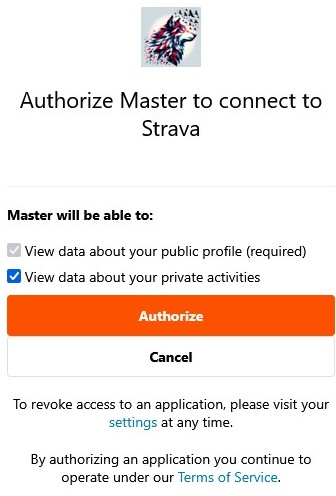 Authorize Master to connect to
Strava
Master will be able to:
View data about your public profile (required)
View data about your private activities
Authorize
Cancel
To revoke access to an application, please visit your
settings at any time.
By authorizing an application you continue to
operate under our Terms of Service.